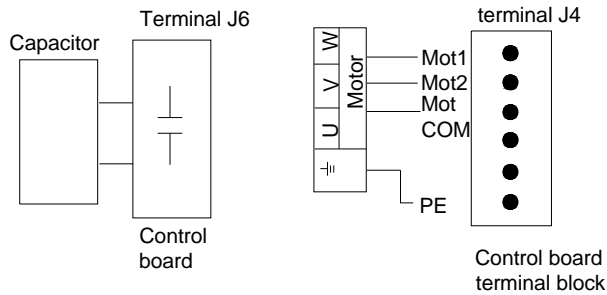 Terminal J6
Capacitor
Control
board
terminal J4
W
V
U
Motor
Mot1
Mot2
Mot
COM
PE
Control board
terminal block